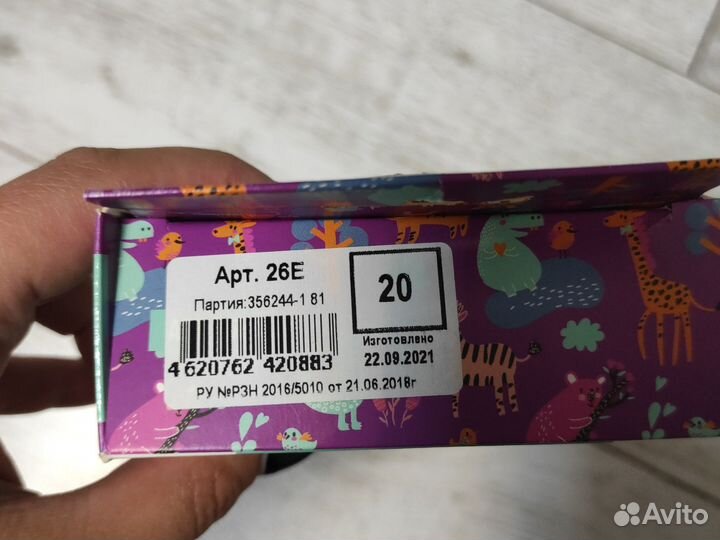 Арт. 26Е
Партия:356244-1 81
4 620762 420883
20
Изготовлено
22.09.2021
РУ №РЗН 2016/5010 от 21.06.2018г
Avito